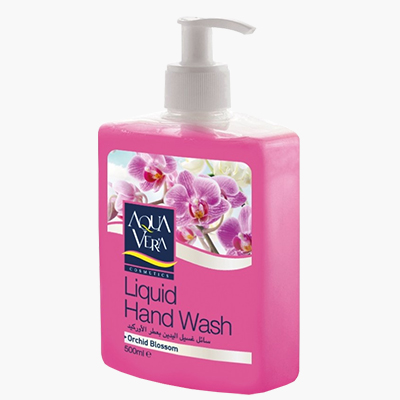 AQUA
VERA
COSMETICS
Liquid
Hand Wash
سائل غسيل اليدين بعطر الأوركيد
• Orchid Blossom
500ml e